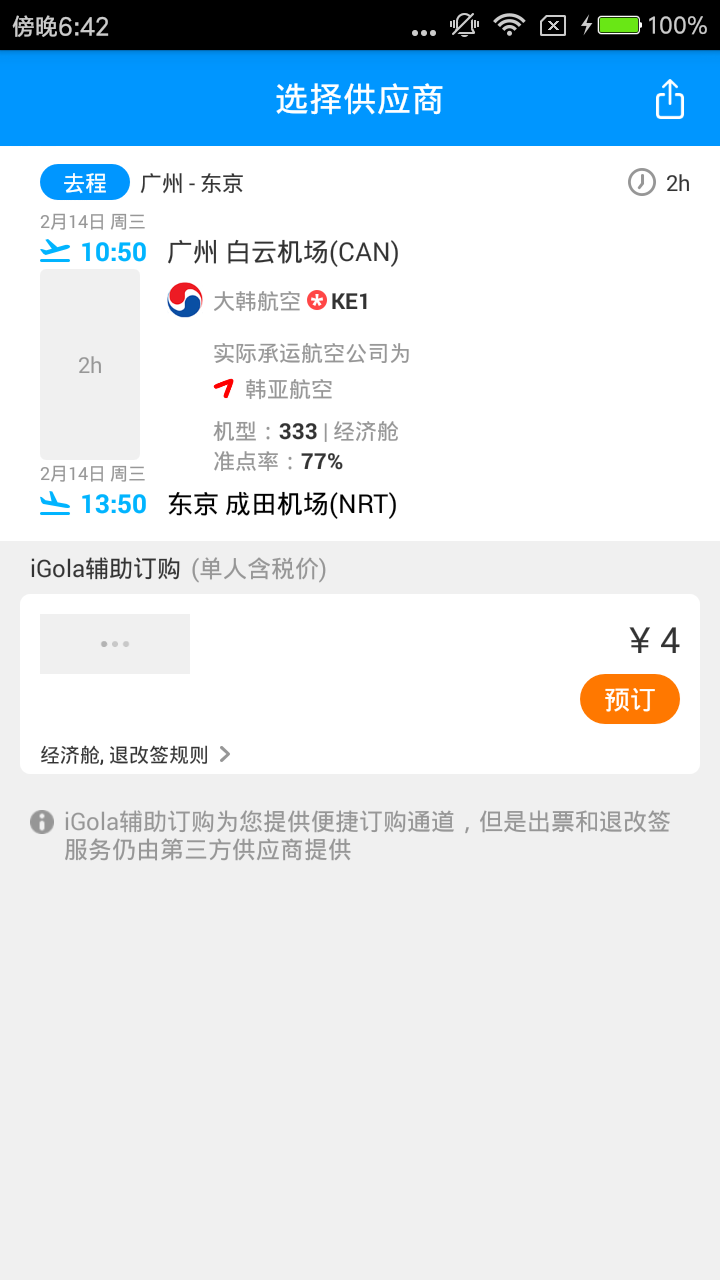 傍晚6:42
100%
选择供应商
去程 广州 - 东京 2h
2月14日 周三
10:50 广州 白云机场(CAN)
大韩航空 KE1
2h
实际承运航空公司为
韩亚航空
机型：333 | 经济舱
准点率：77%
2月14日 周三
13:50 东京 成田机场(NRT)
iGola辅助订购 (单人含税价)
¥ 4
预订
经济舱, 退改签规则
iGola辅助订购为您提供便捷订购通道，但是出票和退改签
服务仍由第三方供应商提供